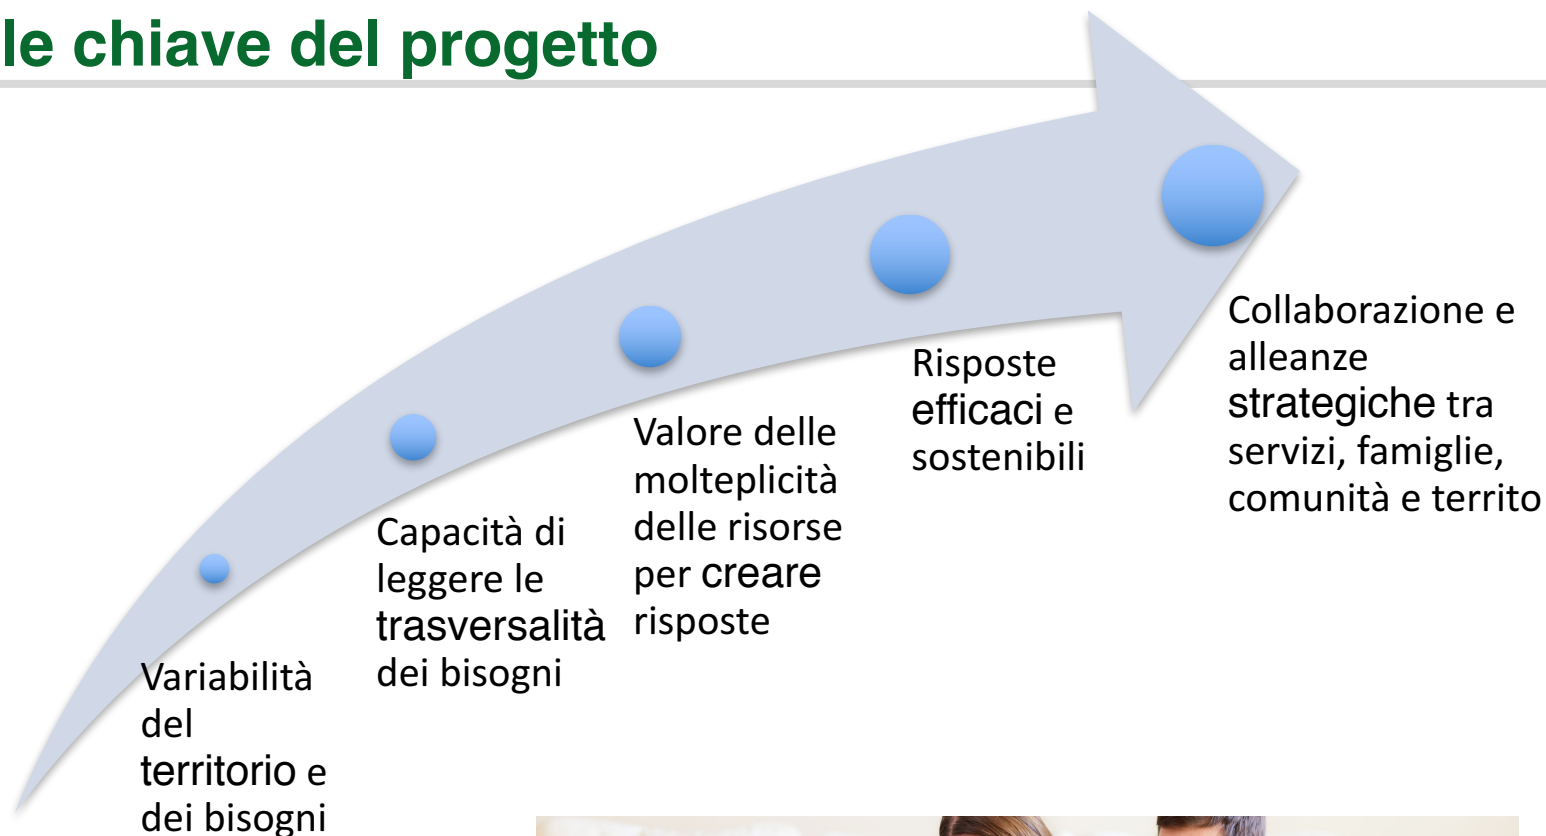 le chiave del progetto
Variabilità
del
territorio e
dei bisogni
Capacità di
leggere le
trasversalità
dei bisogni
Valore delle
molteplicità
delle risorse
per creare
risposte
Risposte
efficaci e
sostenibili
Collaborazione e
alleanze
strategiche tra
servizi, famiglie,
comunità e territo